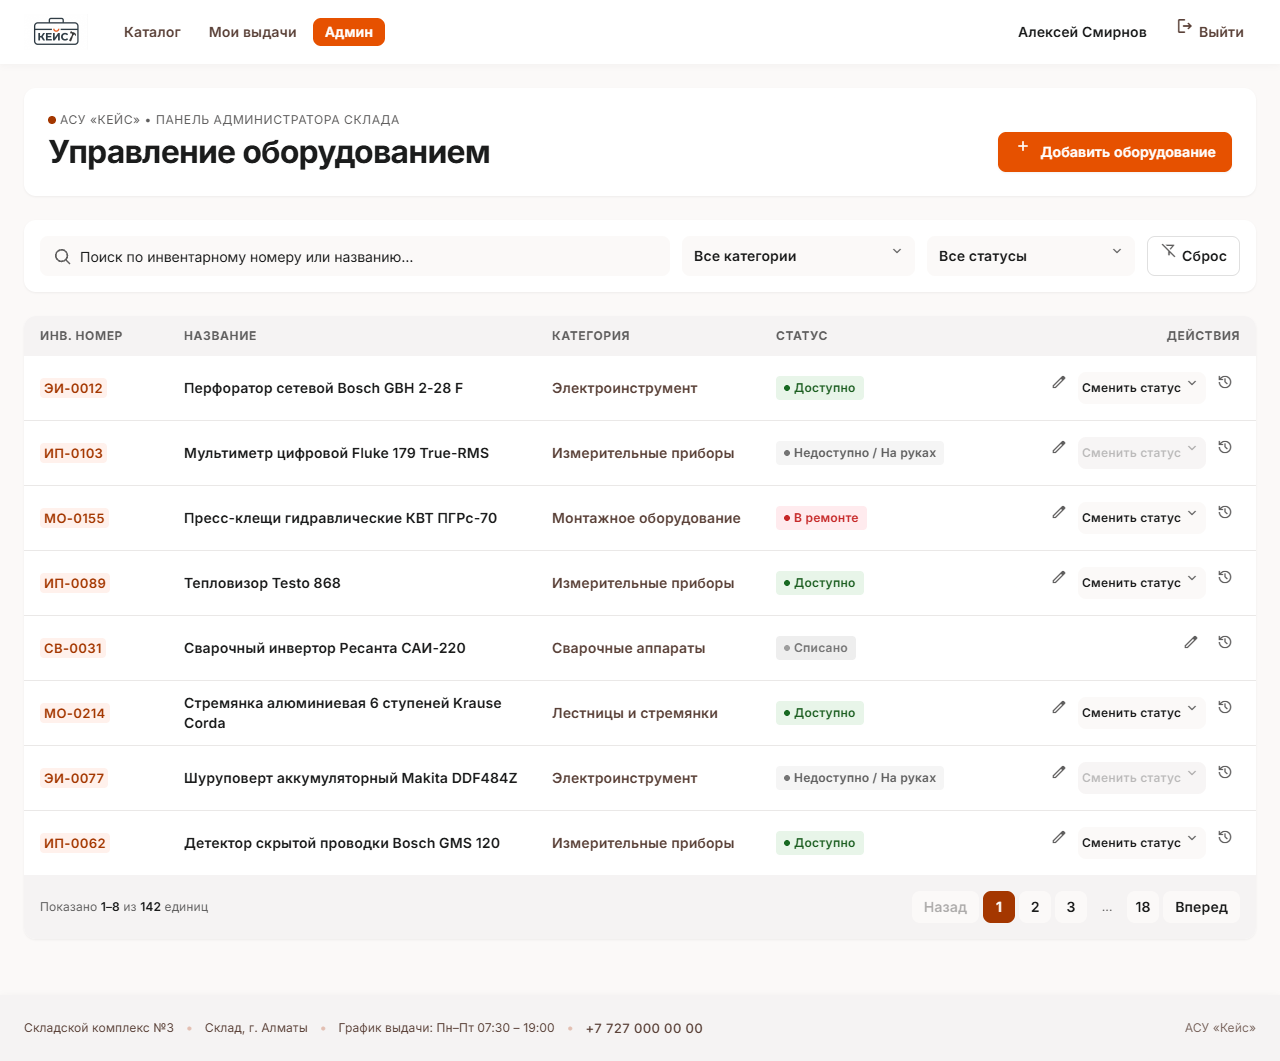 КЕЙС
Каталог
Мои выдачи
Админ
Алексей Смирнов
Выйти
АСУ «КЕЙС» • ПАНЕЛЬ АДМИНИСТРАТОРА СКЛАДА
Управление оборудованием
+ Добавить оборудование
Поиск по инвентарному номеру или названию...
Все категории
Все статусы
Сброс
ИНВ. НОМЕР НАЗВАНИЕ КАТЕГОРИЯ СТАТУС ДЕЙСТВИЯ
ЭИ-0012 Перфоратор сетевой Bosch GBH 2-28 F Электроинструмент Доступно Сменить статус
ИП-0103 Мультиметр цифровой Fluke 179 True-RMS Измерительные приборы Недоступно / На руках Сменить статус
МО-0155 Пресс-клещи гидравлические КВТ ПГРс-70 Монтажное оборудование В ремонте Сменить статус
ИП-0089 Тепловизор Testo 868 Измерительные приборы Доступно Сменить статус
СВ-0031 Сварочный инвертор Ресанта САИ-220 Сварочные аппараты Списано
МО-0214 Стремянка алюминиевая 6 ступеней Krause Corda Лестницы и стремянки Доступно Сменить статус
ЭИ-0077 Шуруповерт аккумуляторный Makita DDF484Z Электроинструмент Недоступно / На руках Сменить статус
ИП-0062 Детектор скрытой проводки Bosch GMS 120 Измерительные приборы Доступно Сменить статус
Показано 1–8 из 142 единиц
Назад 1 2 3 ... 18 Вперед
Складской комплекс №3 • Склад, г. Алматы • График выдачи: Пн–Пт 07:30 – 19:00 • +7 727 000 00 00
АСУ «Кейс»